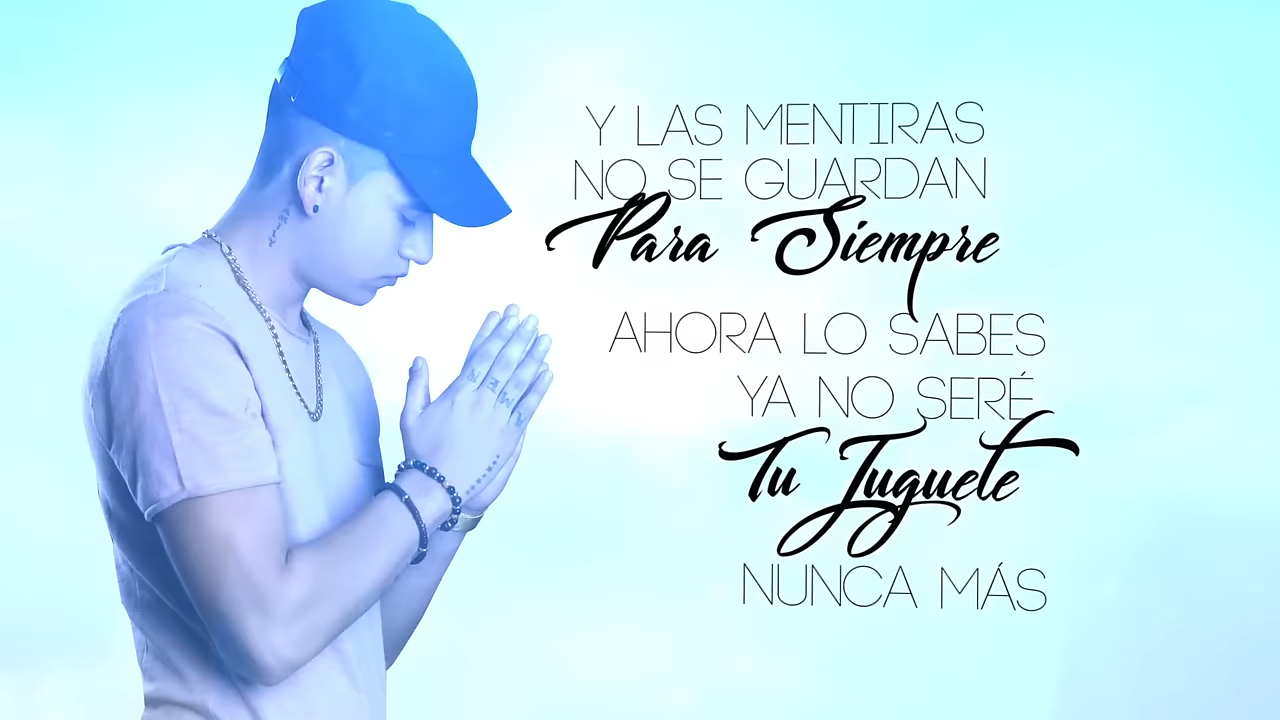 Y LAS MENTIRAS
NO SE GUARDAN
Para Siempre
AHORA LO SABES
YA NO SERÉ
Tu Juguete
NUNCA MÁS